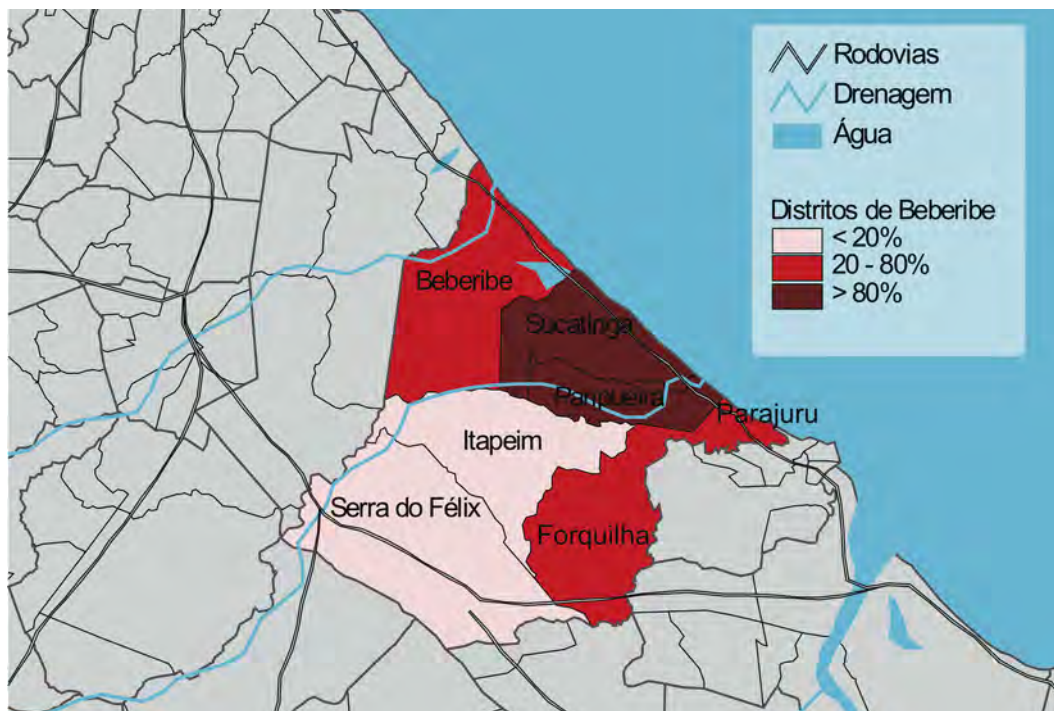 Rodovias
Drenagem
Água
Distritos de Beberibe
< 20%
20 - 80%
> 80%
Beberibe
Sucatinga
Paripueira
Parajuru
Itapeim
Serra do Félix
Forquilha